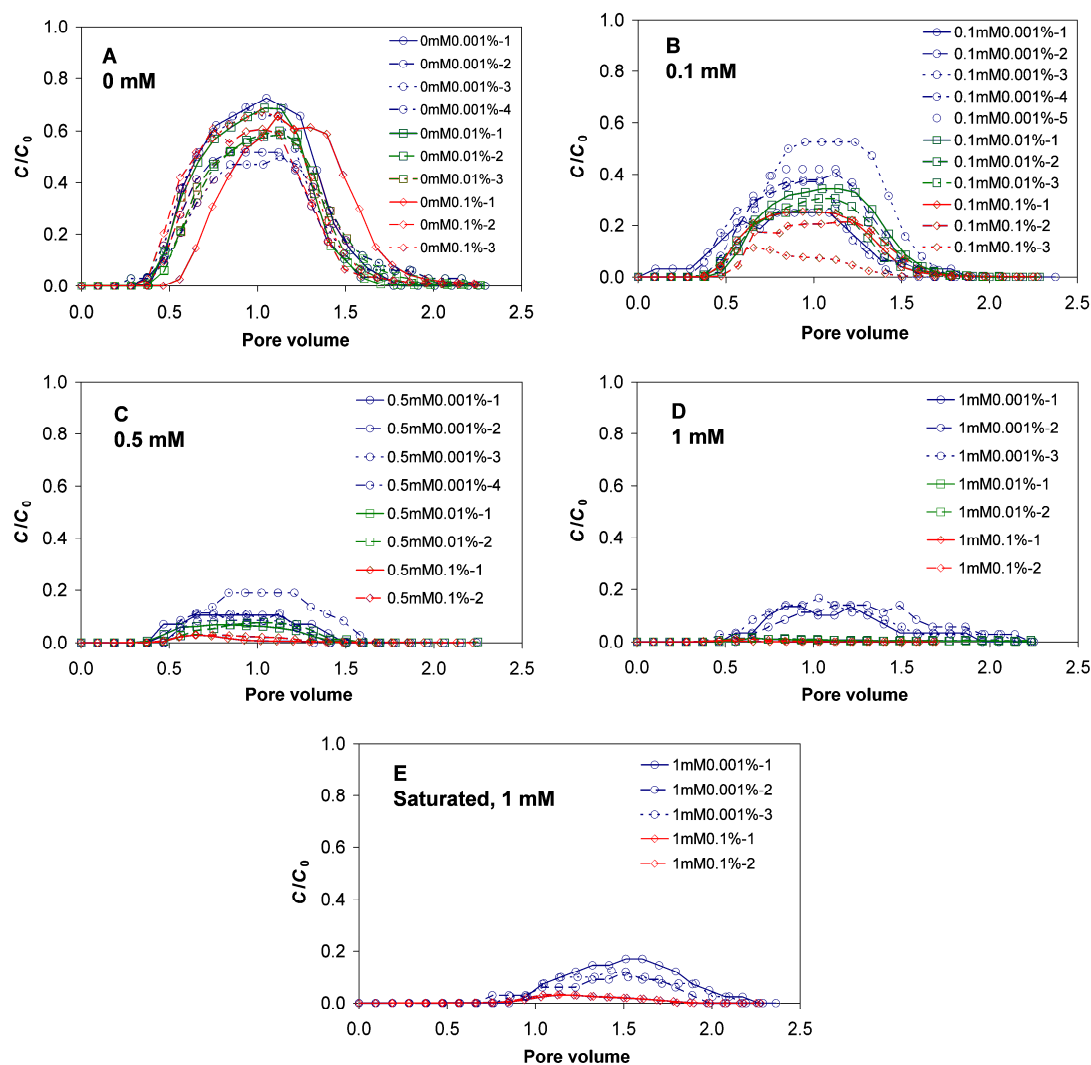 A
0 mM
C/C0
1.0
0.8
0.6
0.4
0.2
0.0
0.0 0.5 1.0 1.5 2.0 2.5
Pore volume
0mM0.001%-1
0mM0.001%-2
0mM0.001%-3
0mM0.001%-4
0mM0.01%-1
0mM0.01%-2
0mM0.01%-3
0mM0.1%-1
0mM0.1%-2
0mM0.1%-3
B
0.1 mM
C/C0
1.0
0.8
0.6
0.4
0.2
0.0
0.0 0.5 1.0 1.5 2.0 2.5
Pore volume
0.1mM0.001%-1
0.1mM0.001%-2
0.1mM0.001%-3
0.1mM0.001%-4
0.1mM0.001%-5
0.1mM0.01%-1
0.1mM0.01%-2
0.1mM0.01%-3
0.1mM0.1%-1
0.1mM0.1%-2
0.1mM0.1%-3
C
0.5 mM
C/C0
1.0
0.8
0.6
0.4
0.2
0.0
0.0 0.5 1.0 1.5 2.0 2.5
Pore volume
0.5mM0.001%-1
0.5mM0.001%-2
0.5mM0.001%-3
0.5mM0.001%-4
0.5mM0.01%-1
0.5mM0.01%-2
0.5mM0.1%-1
0.5mM0.1%-2
D
1 mM
C/C0
1.0
0.8
0.6
0.4
0.2
0.0
0.0 0.5 1.0 1.5 2.0 2.5
Pore volume
1mM0.001%-1
1mM0.001%-2
1mM0.001%-3
1mM0.01%-1
1mM0.01%-2
1mM0.1%-1
1mM0.1%-2
E
Saturated, 1 mM
C/C0
1.0
0.8
0.6
0.4
0.2
0.0
0.0 0.5 1.0 1.5 2.0 2.5
Pore volume
1mM0.001%-1
1mM0.001%-2
1mM0.001%-3
1mM0.1%-1
1mM0.1%-2